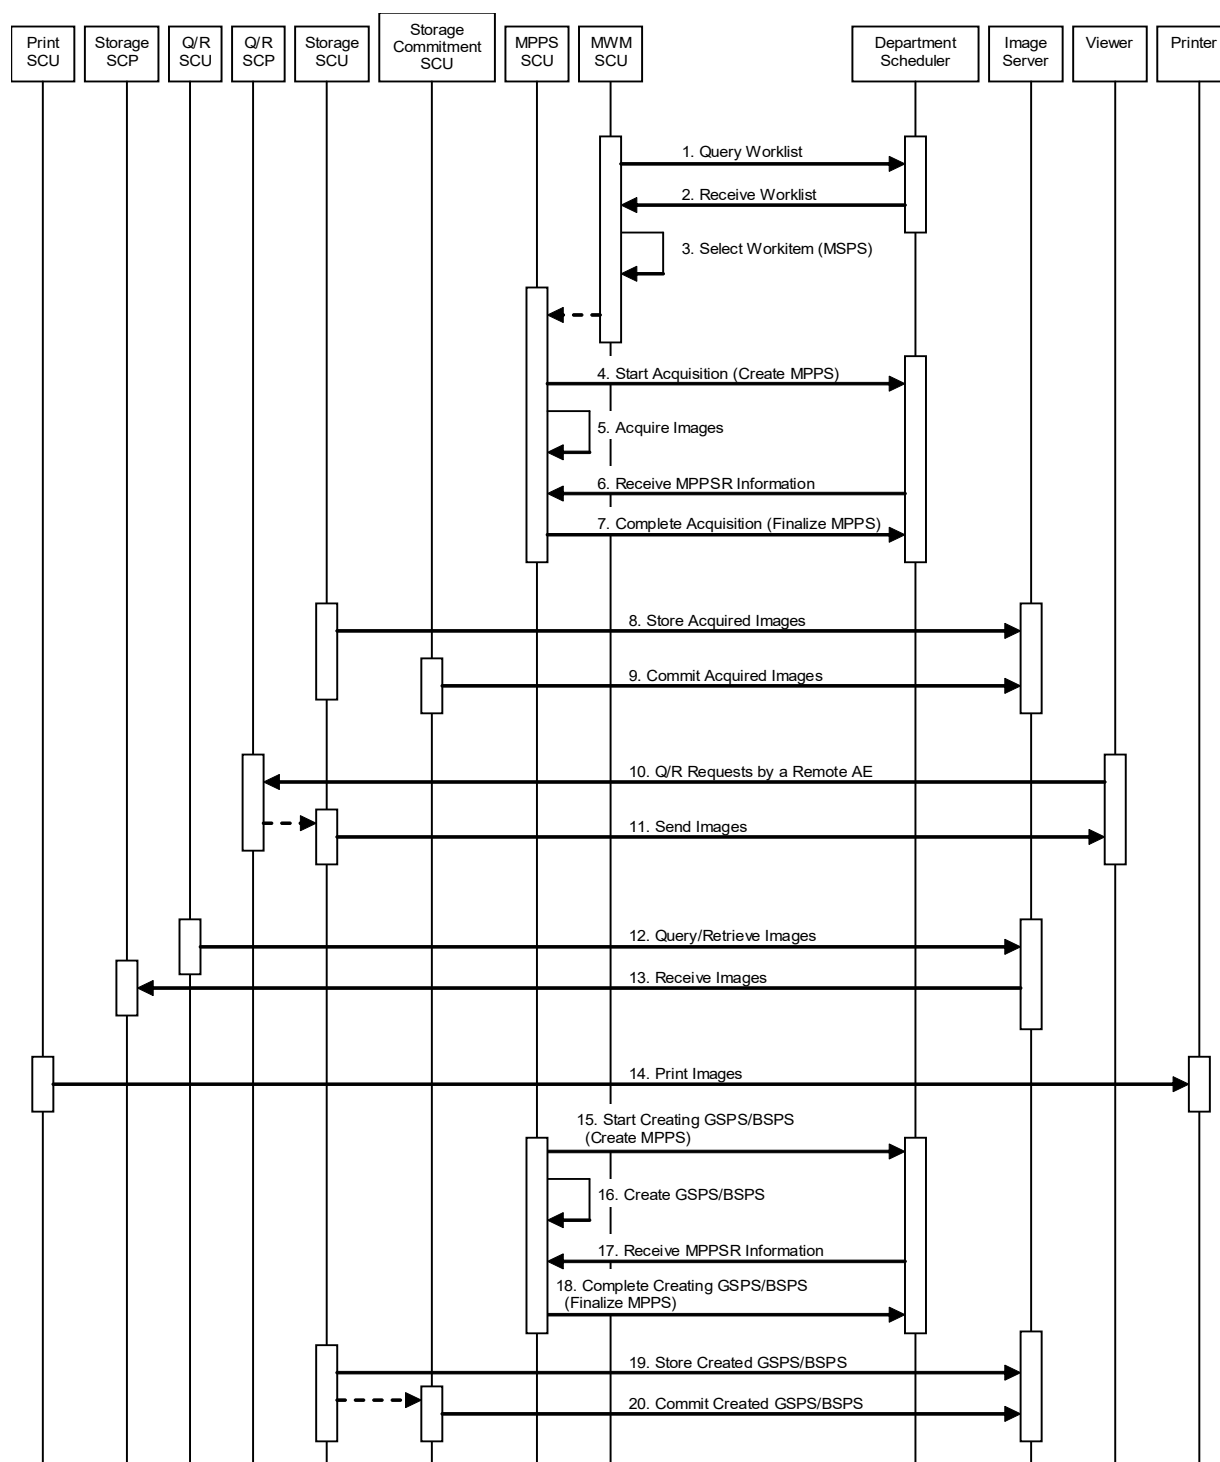 Print
SCU
Storage
SCP
Q/R
SCU
Q/R
SCP
Storage
SCU
Storage
Commitment
SCU
MPPS
SCU
MWM
SCU
Department
Scheduler
Image
Server
Viewer
Printer
1. Query Worklist
2. Receive Worklist
3. Select Workitem (MSPS)
4. Start Acquisition (Create MPPS)
5. Acquire Images
6. Receive MPPSR Information
7. Complete Acquisition (Finalize MPPS)
8. Store Acquired Images
9. Commit Acquired Images
10. Q/R Requests by a Remote AE
11. Send Images
12. Query/Retrieve Images
13. Receive Images
14. Print Images
15. Start Creating GSPS/BSPS
(Create MPPS)
16. Create GSPS/BSPS
17. Receive MPPSR Information
18. Complete Creating GSPS/BSPS
(Finalize MPPS)
19. Store Created GSPS/BSPS
20. Commit Created GSPS/BSPS